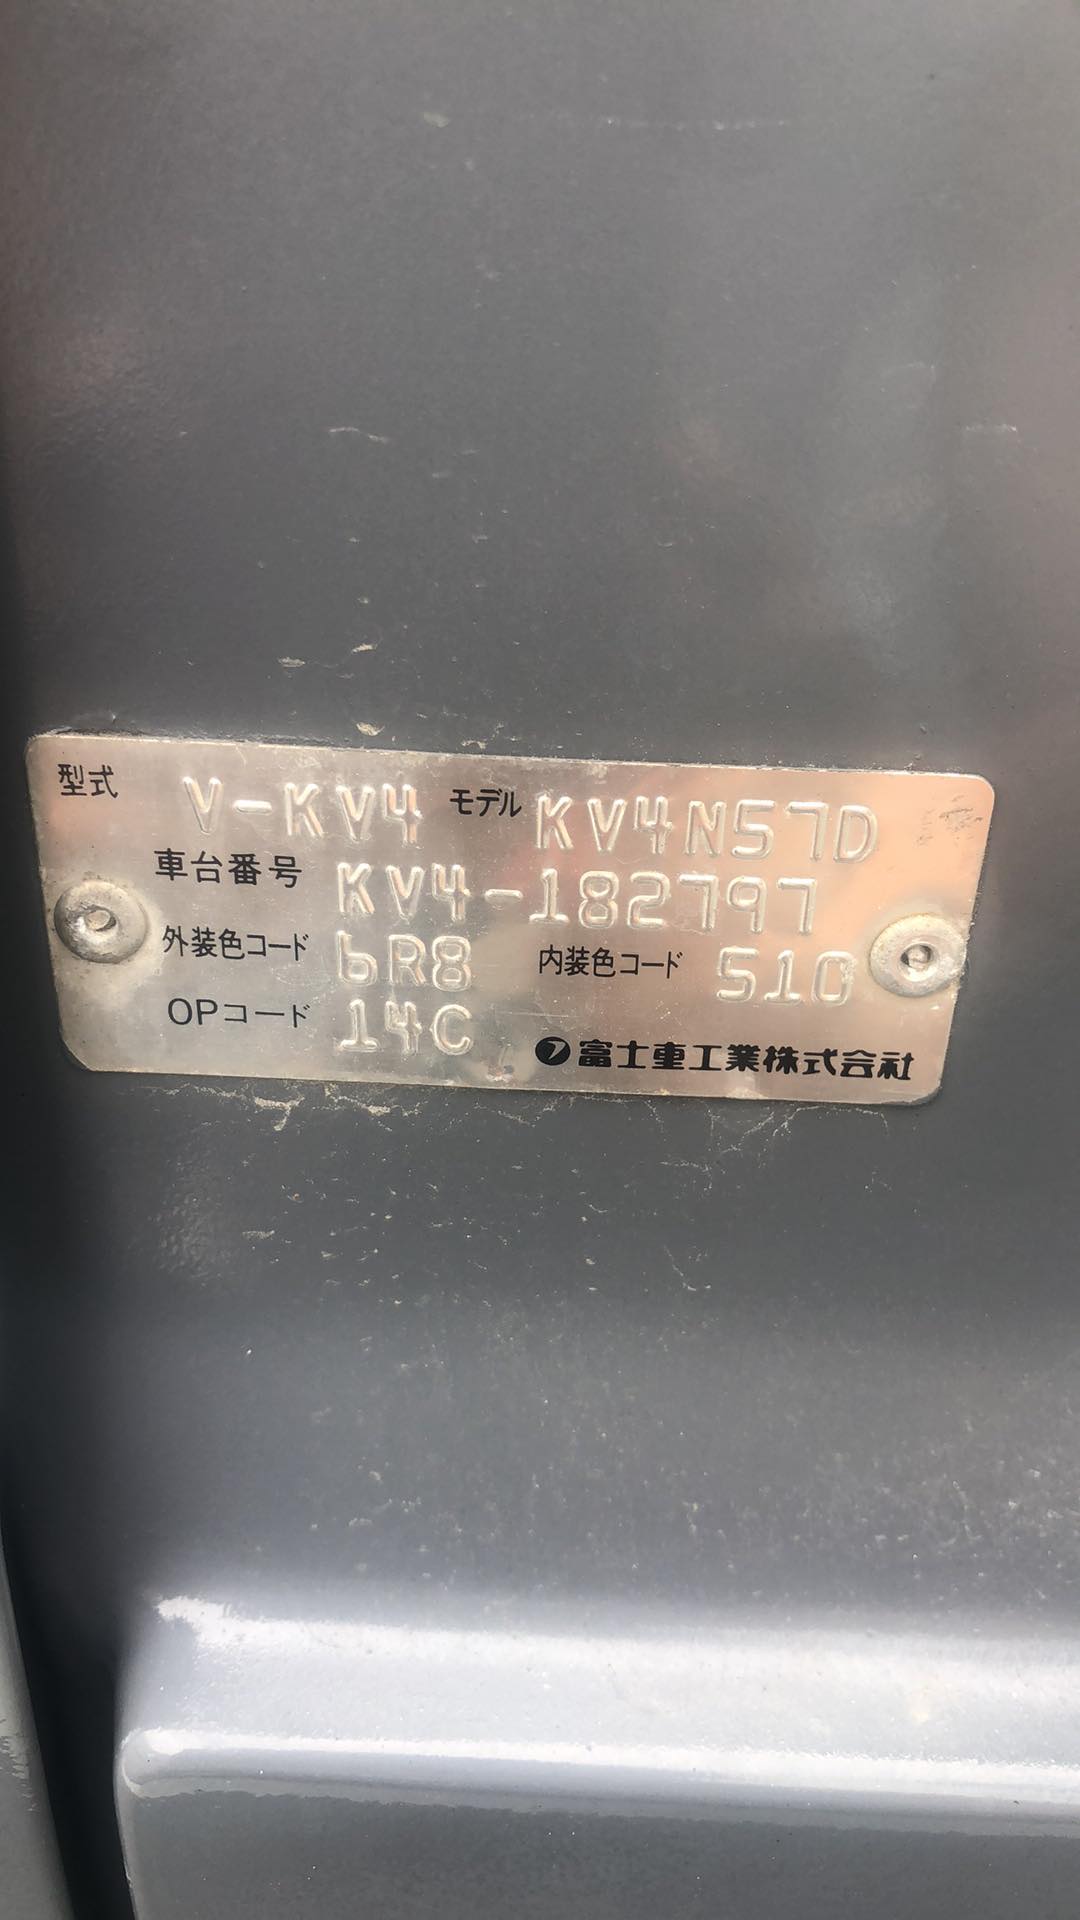 型式 V-KV4 モデル KV4N57D
車台番号 KV4-182797
外装色コード 6R8 内装色コード 510
OPコード 14C 富士重工業株式会社